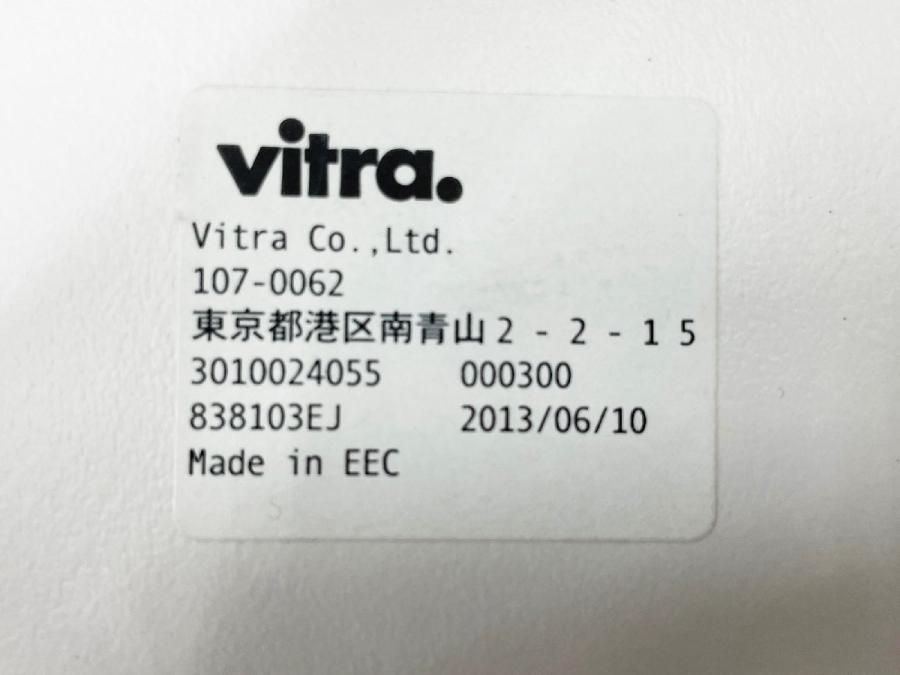 vitra.
Vitra Co.,Ltd.
107-0062
東京都港区南青山2-2-15
3010024055 000300
838103EJ 2013/06/10
Made in EEC